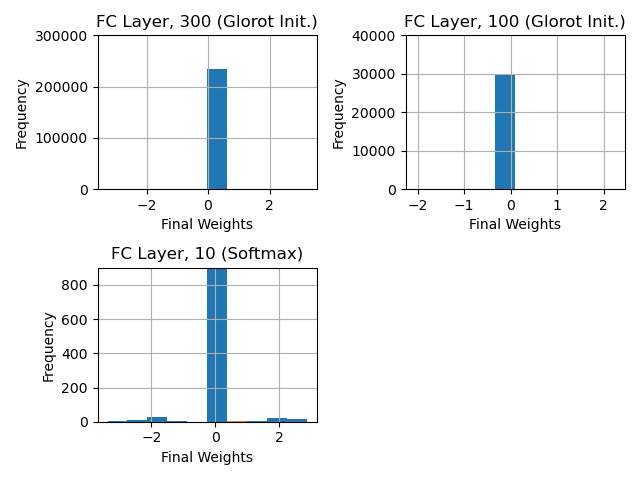 FC Layer, 300 (Glorot Init.)
300000
200000
100000
0
Frequency
−2
0
2
Final Weights
FC Layer, 100 (Glorot Init.)
40000
30000
20000
10000
0
Frequency
−2
−1
0
1
2
Final Weights
FC Layer, 10 (Softmax)
800
600
400
200
0
Frequency
−2
0
2
Final Weights